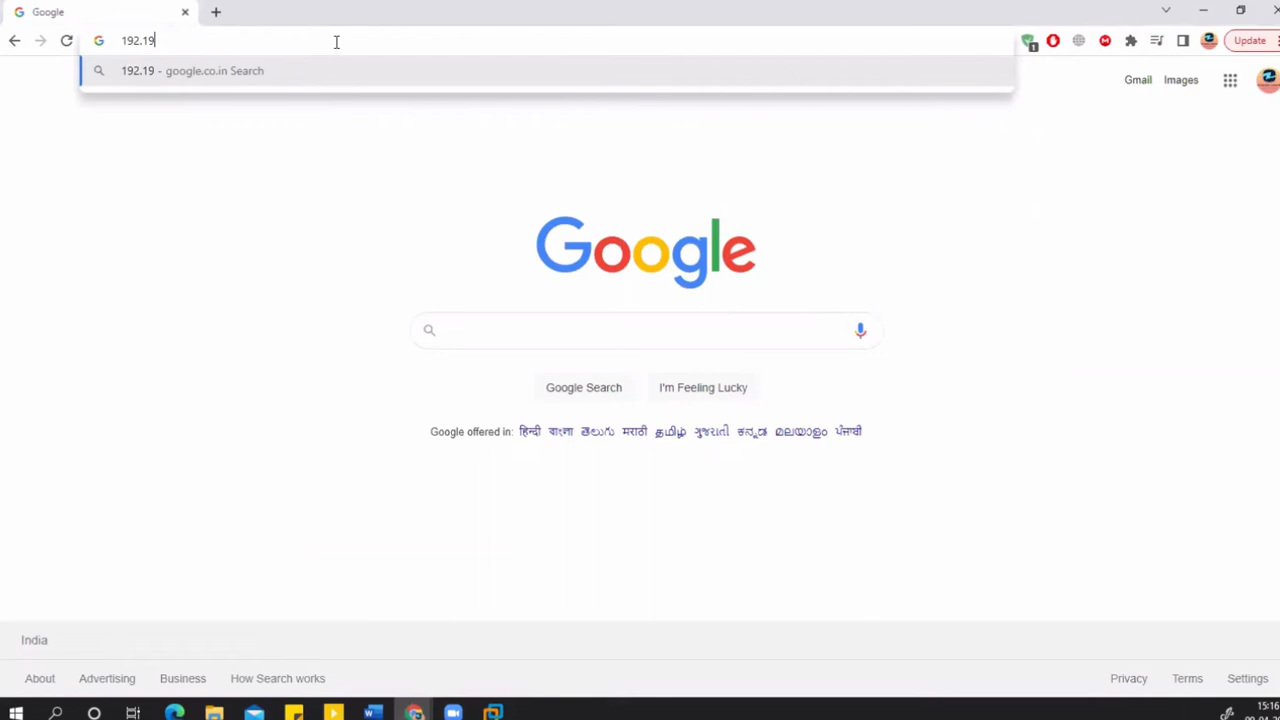 Google
192.19
192.19 - google.co.in Search
1
Update
Gmail Images
Google
Google Search I'm Feeling Lucky
Google offered in: हिन्दी বাংলা తెలుగు मराठी தமிழ் ગુજરાતી ಕನ್ನಡ മലയാളം ਪੰਜਾਬੀ
India
About Advertising Business How Search works Privacy Terms Settings
15:16